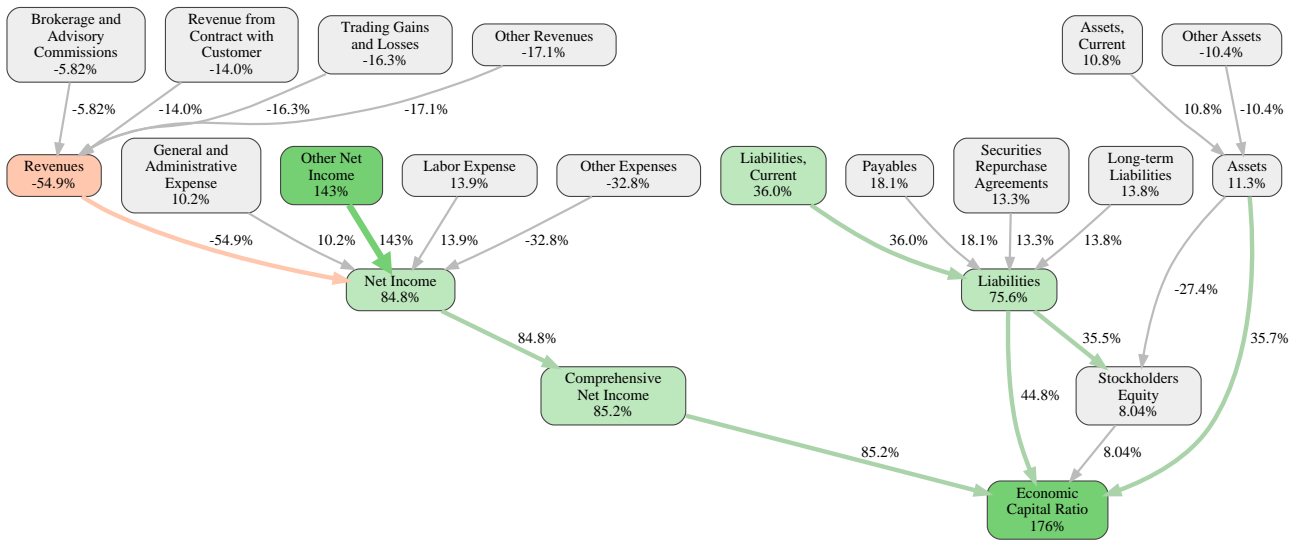 Brokerage and
Advisory
Commissions
-5.82%
Revenue from
Contract with
Customer
-14.0%
Trading Gains
and Losses
-16.3%
Other Revenues
-17.1%
Assets,
Current
10.8%
Other Assets
-10.4%
-5.82%
-14.0%
-16.3%
-17.1%
10.8%
-10.4%
Revenues
-54.9%
General and
Administrative
Expense
10.2%
Other Net
Income
143%
Labor Expense
13.9%
Other Expenses
-32.8%
Liabilities,
Current
36.0%
Payables
18.1%
Securities
Repurchase
Agreements
13.3%
Long-term
Liabilities
13.8%
Assets
11.3%
-54.9%
10.2%
143%
13.9%
-32.8%
36.0%
18.1%
13.3%
13.8%
Net Income
84.8%
Liabilities
75.6%
-27.4%
84.8%
35.5%
35.7%
Comprehensive
Net Income
85.2%
44.8%
Stockholders
Equity
8.04%
85.2%
8.04%
Economic
Capital Ratio
176%